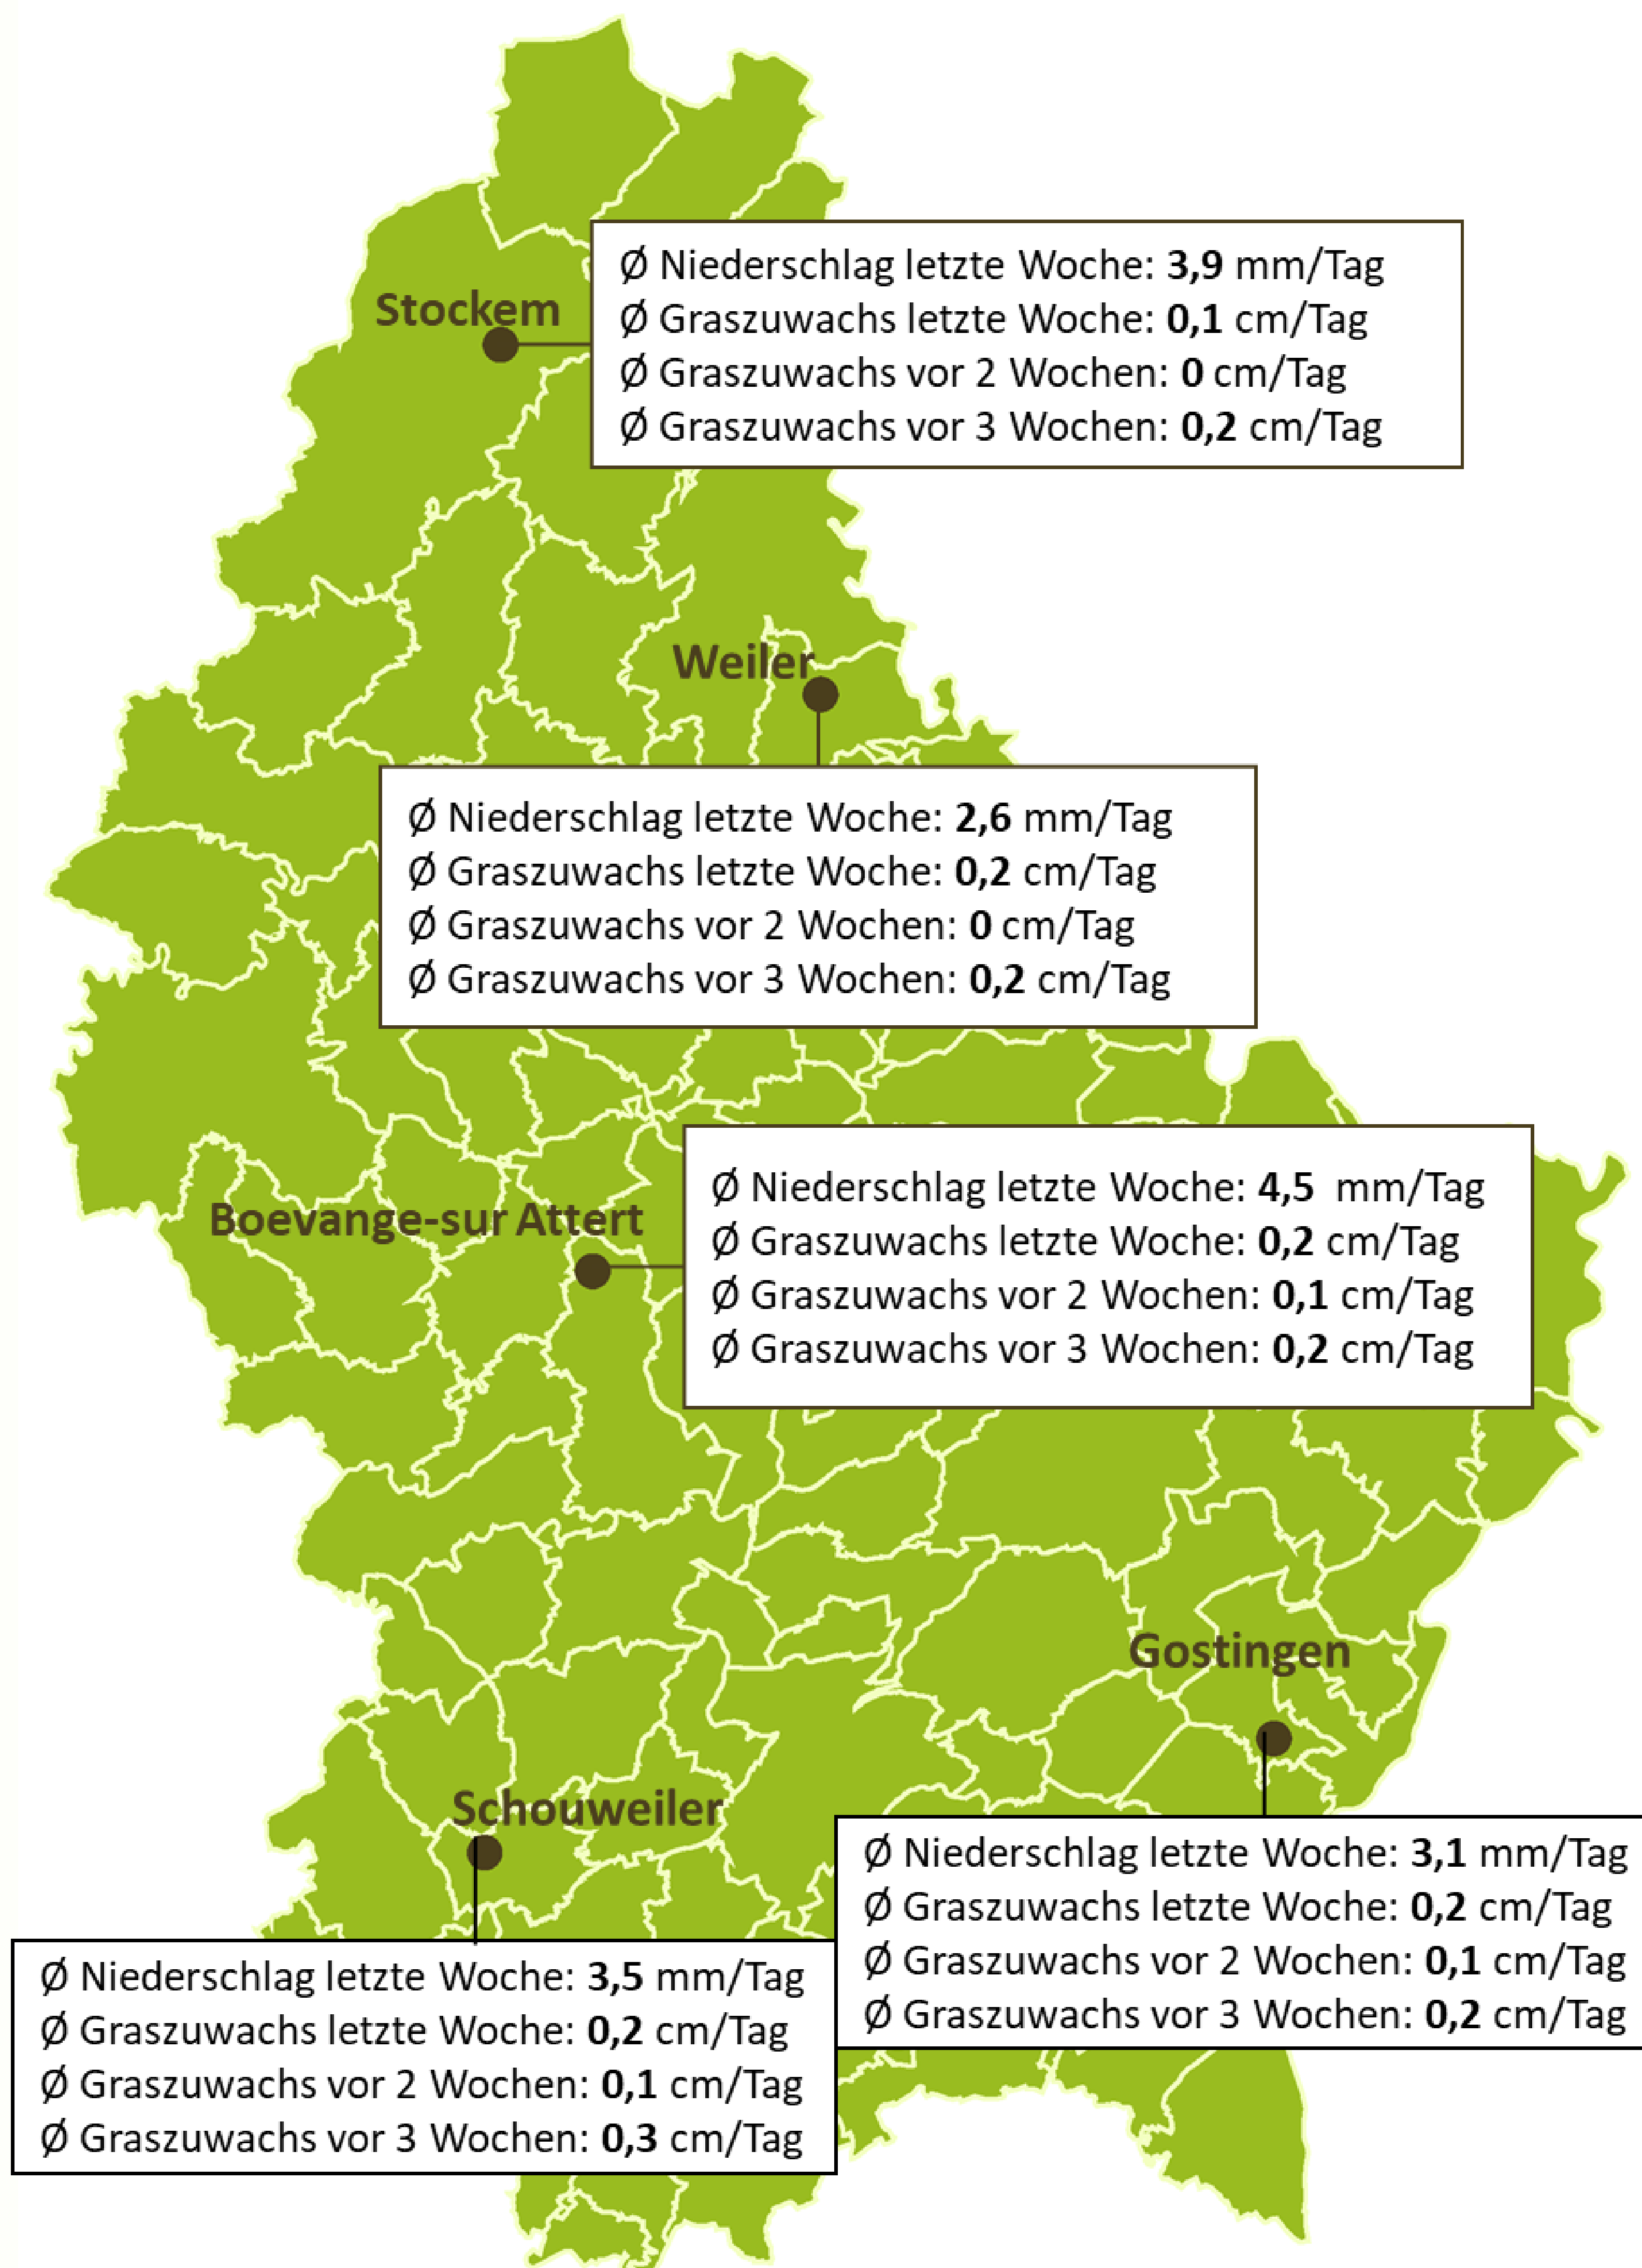 Stockem
Ø Niederschlag letzte Woche: 3,9 mm/Tag
Ø Graszuwachs letzte Woche: 0,1 cm/Tag
Ø Graszuwachs vor 2 Wochen: 0 cm/Tag
Ø Graszuwachs vor 3 Wochen: 0,2 cm/Tag
Weiler
Ø Niederschlag letzte Woche: 2,6 mm/Tag
Ø Graszuwachs letzte Woche: 0,2 cm/Tag
Ø Graszuwachs vor 2 Wochen: 0 cm/Tag
Ø Graszuwachs vor 3 Wochen: 0,2 cm/Tag
Boevange-sur Attert
Ø Niederschlag letzte Woche: 4,5 mm/Tag
Ø Graszuwachs letzte Woche: 0,2 cm/Tag
Ø Graszuwachs vor 2 Wochen: 0,1 cm/Tag
Ø Graszuwachs vor 3 Wochen: 0,2 cm/Tag
Gostingen
Ø Niederschlag letzte Woche: 3,1 mm/Tag
Ø Graszuwachs letzte Woche: 0,2 cm/Tag
Ø Graszuwachs vor 2 Wochen: 0,1 cm/Tag
Ø Graszuwachs vor 3 Wochen: 0,2 cm/Tag
Schouweiler
Ø Niederschlag letzte Woche: 3,5 mm/Tag
Ø Graszuwachs letzte Woche: 0,2 cm/Tag
Ø Graszuwachs vor 2 Wochen: 0,1 cm/Tag
Ø Graszuwachs vor 3 Wochen: 0,3 cm/Tag